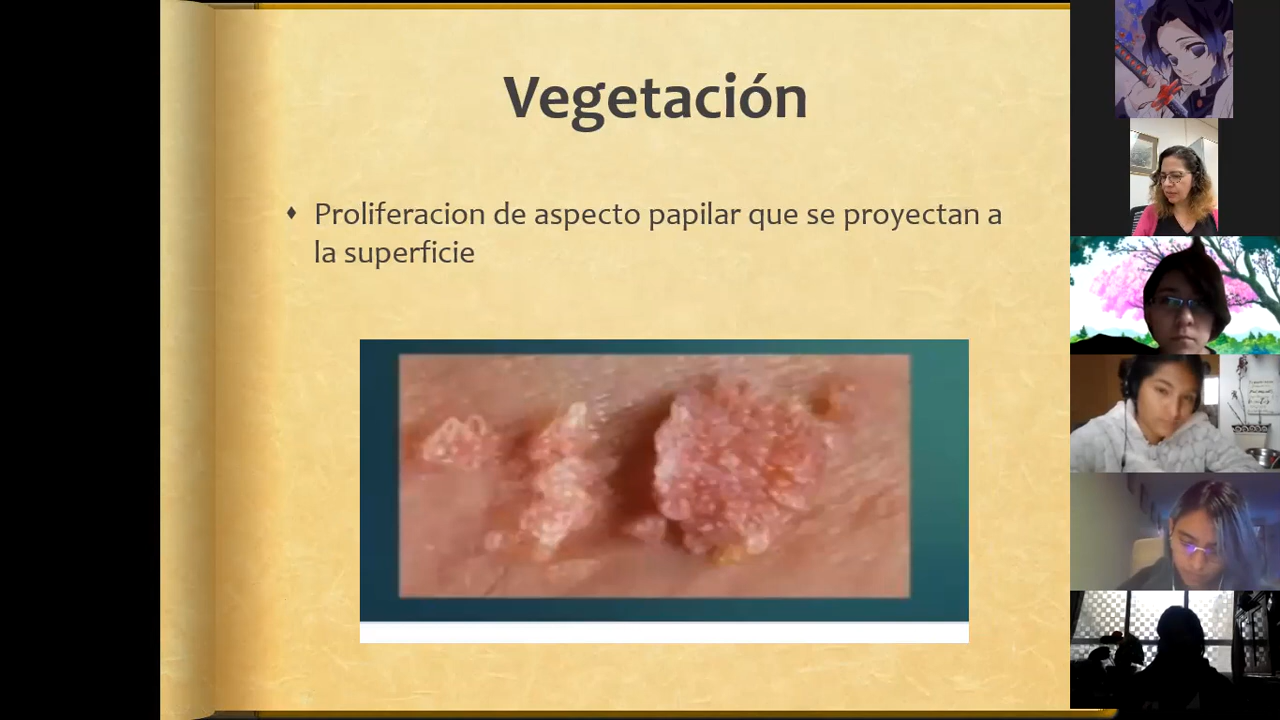 Vegetación
Proliferacion de aspecto papilar que se proyectan a
la superficie